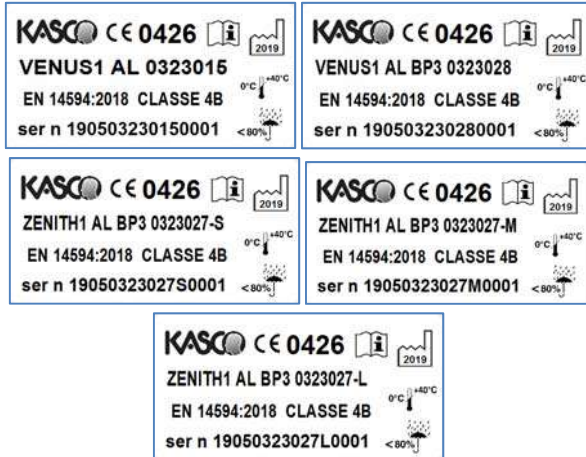 KASCO CE 0426 2019
VENUS1 AL 0323015
0°C +40°C
EN 14594:2018 CLASSE 4B
ser n 190503230150001 <80%
KASCO CE 0426 2019
VENUS1 AL BP3 0323028
0°C +40°C
EN 14594:2018 CLASSE 4B
ser n 190503230280001 <80%
KASCO CE 0426 2019
ZENITH1 AL BP3 0323027-S
0°C +40°C
EN 14594:2018 CLASSE 4B
ser n 19050323027S0001 <80%
KASCO CE 0426 2019
ZENITH1 AL BP3 0323027-M
0°C +40°C
EN 14594:2018 CLASSE 4B
ser n 19050323027M0001 <80%
KASCO CE 0426 2019
ZENITH1 AL BP3 0323027-L
0°C +40°C
EN 14594:2018 CLASSE 4B
ser n 19050323027L0001 <80%